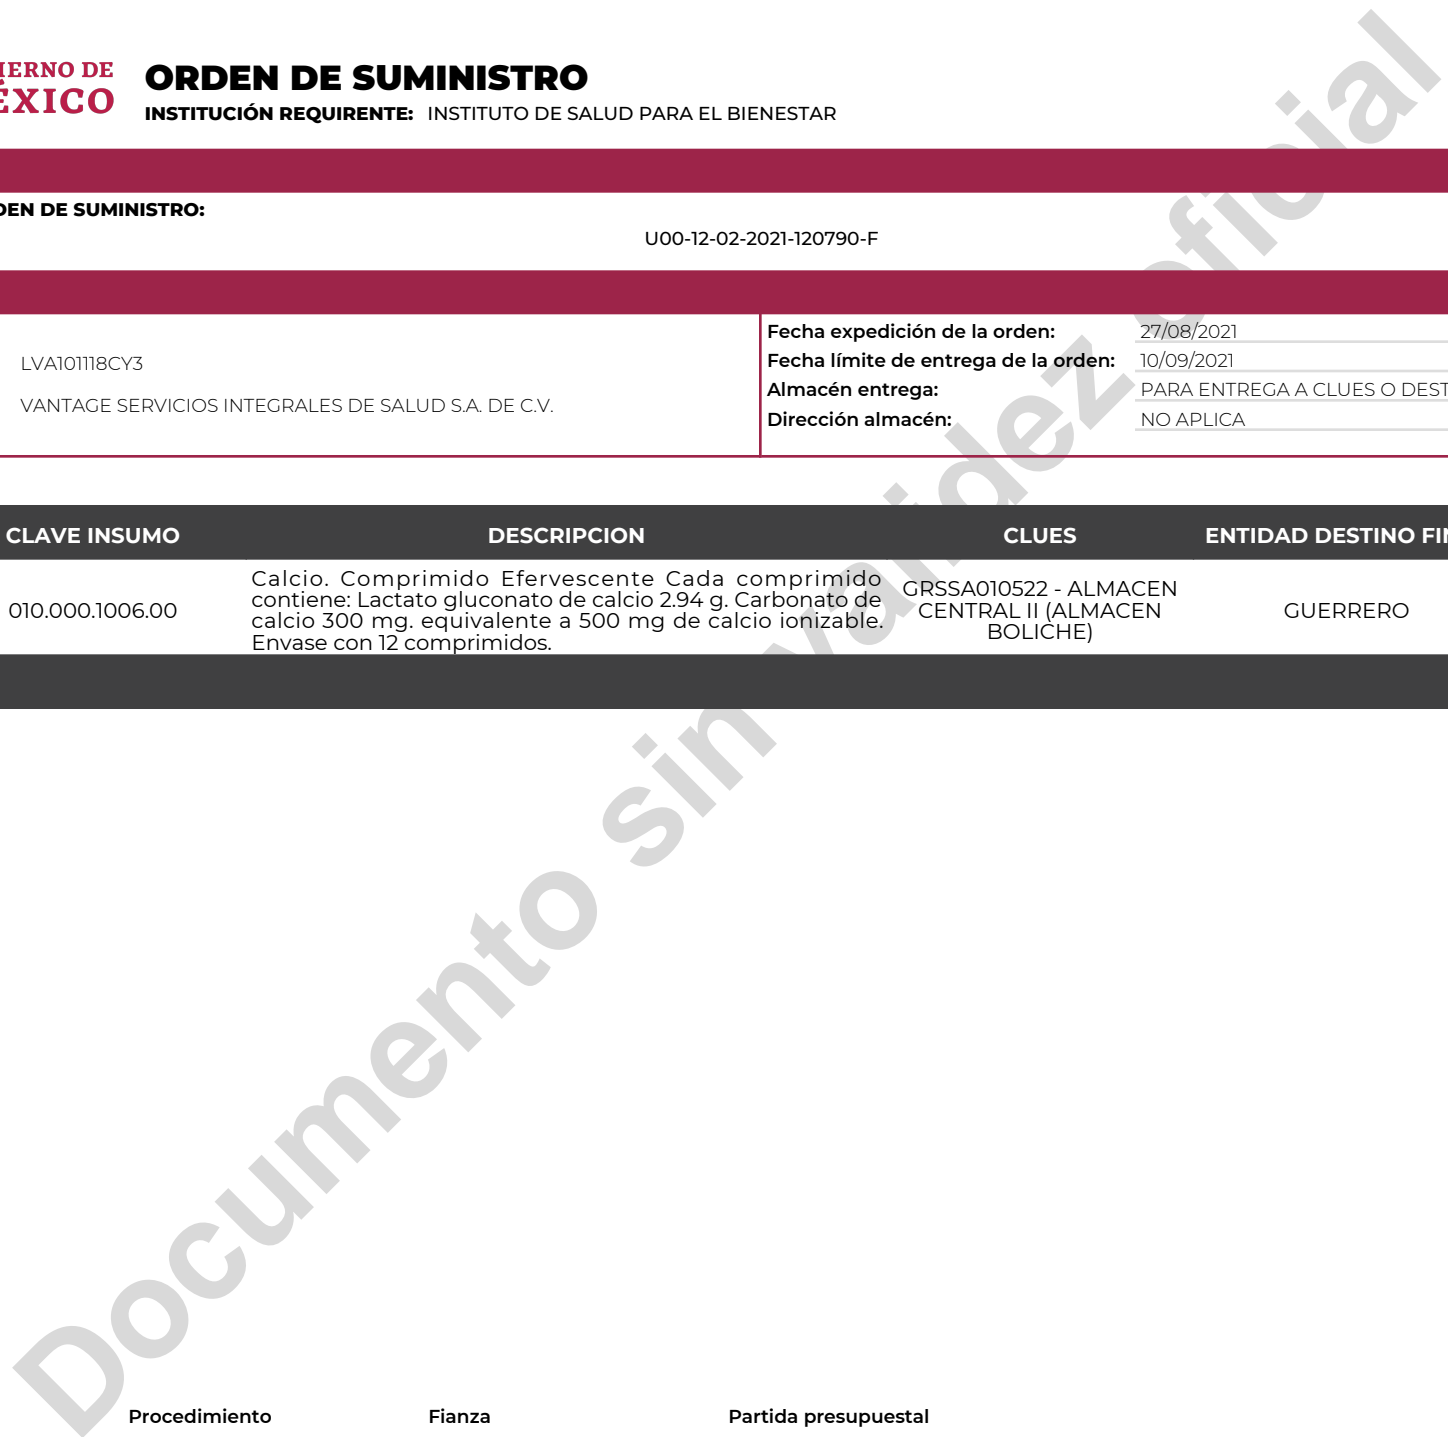 IERNO DE
ÉXICO
ORDEN DE SUMINISTRO
INSTITUCIÓN REQUIRENTE: INSTITUTO DE SALUD PARA EL BIENESTAR
DEN DE SUMINISTRO:
U00-12-02-2021-120790-F
LVA101118CY3
VANTAGE SERVICIOS INTEGRALES DE SALUD S.A. DE C.V.
Fecha expedición de la orden: 27/08/2021
Fecha límite de entrega de la orden: 10/09/2021
Almacén entrega: PARA ENTREGA A CLUES O DEST
Dirección almacén: NO APLICA
CLAVE INSUMO DESCRIPCION CLUES ENTIDAD DESTINO FIN
010.000.1006.00
Calcio. Comprimido Efervescente Cada comprimido
contiene: Lactato gluconato de calcio 2.94 g. Carbonato de
calcio 300 mg. equivalente a 500 mg de calcio ionizable.
Envase con 12 comprimidos.
GRSSA010522 - ALMACEN
CENTRAL II (ALMACEN
BOLICHE)
GUERRERO
Documento sin validez oficial
Procedimiento Fianza Partida presupuestal